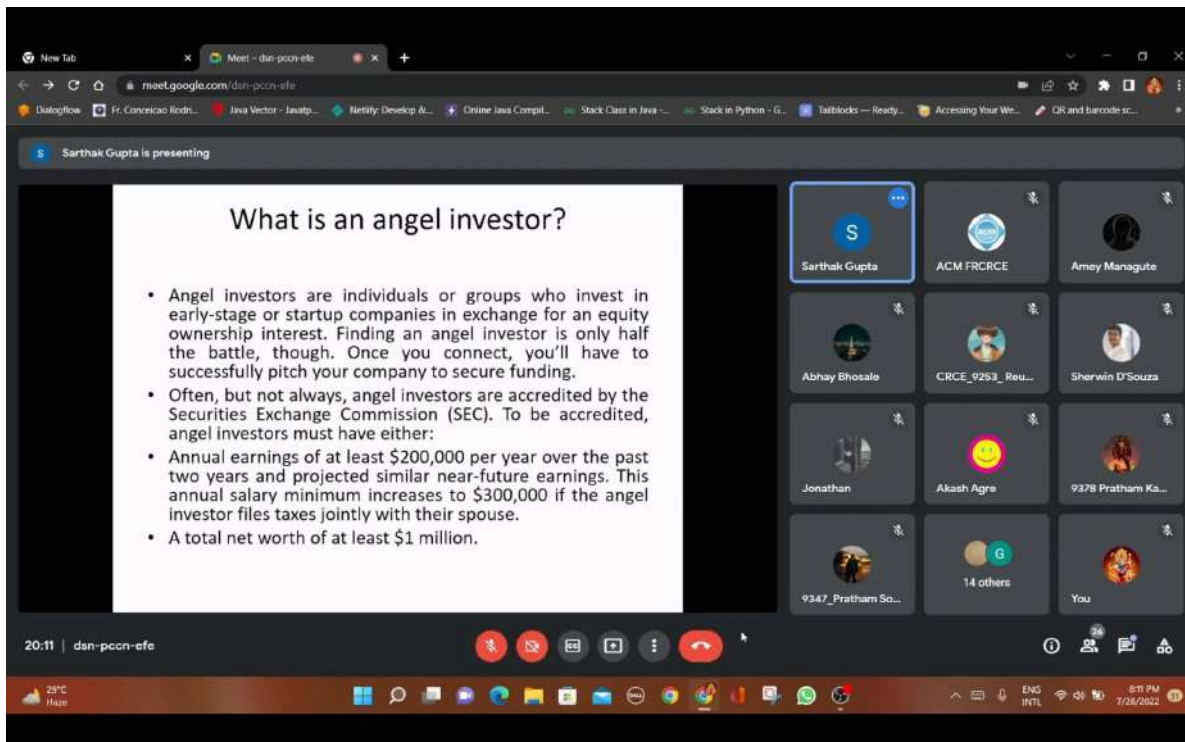 New Tab
Meet – dsn-pccn-efe
meet.google.com/dsn-pccn-efe
Dialogflow
Fr. Conceicao Rodri...
Java Vector - Javatp...
Netlify: Develop &...
Online Java Compil...
Stack Class in Java -...
Stack in Python - G...
Tailblocks — Ready...
Accessing Your We...
QR and barcode sc...
S Sarthak Gupta is presenting
What is an angel investor?
• Angel investors are individuals or groups who invest in
early-stage or startup companies in exchange for an equity
ownership interest. Finding an angel investor is only half
the battle, though. Once you connect, you'll have to
successfully pitch your company to secure funding.
• Often, but not always, angel investors are accredited by the
Securities Exchange Commission (SEC). To be accredited,
angel investors must have either:
• Annual earnings of at least $200,000 per year over the past
two years and projected similar near-future earnings. This
annual salary minimum increases to $300,000 if the angel
investor files taxes jointly with their spouse.
• A total net worth of at least $1 million.
S
Sarthak Gupta
acm
ACM FRCRCE
Amey Managute
Abhay Bhosale
CRCE_9253_Reu...
Sherwin D'Souza
Jonathan
Akash Agre
9378 Pratham Ka...
9347_Pratham So...
G
14 others
You
20:11 | dsn-pccn-efe
CC
26
29°C
Haze
DELL
ENG
INTL
8:11 PM
7/28/2022